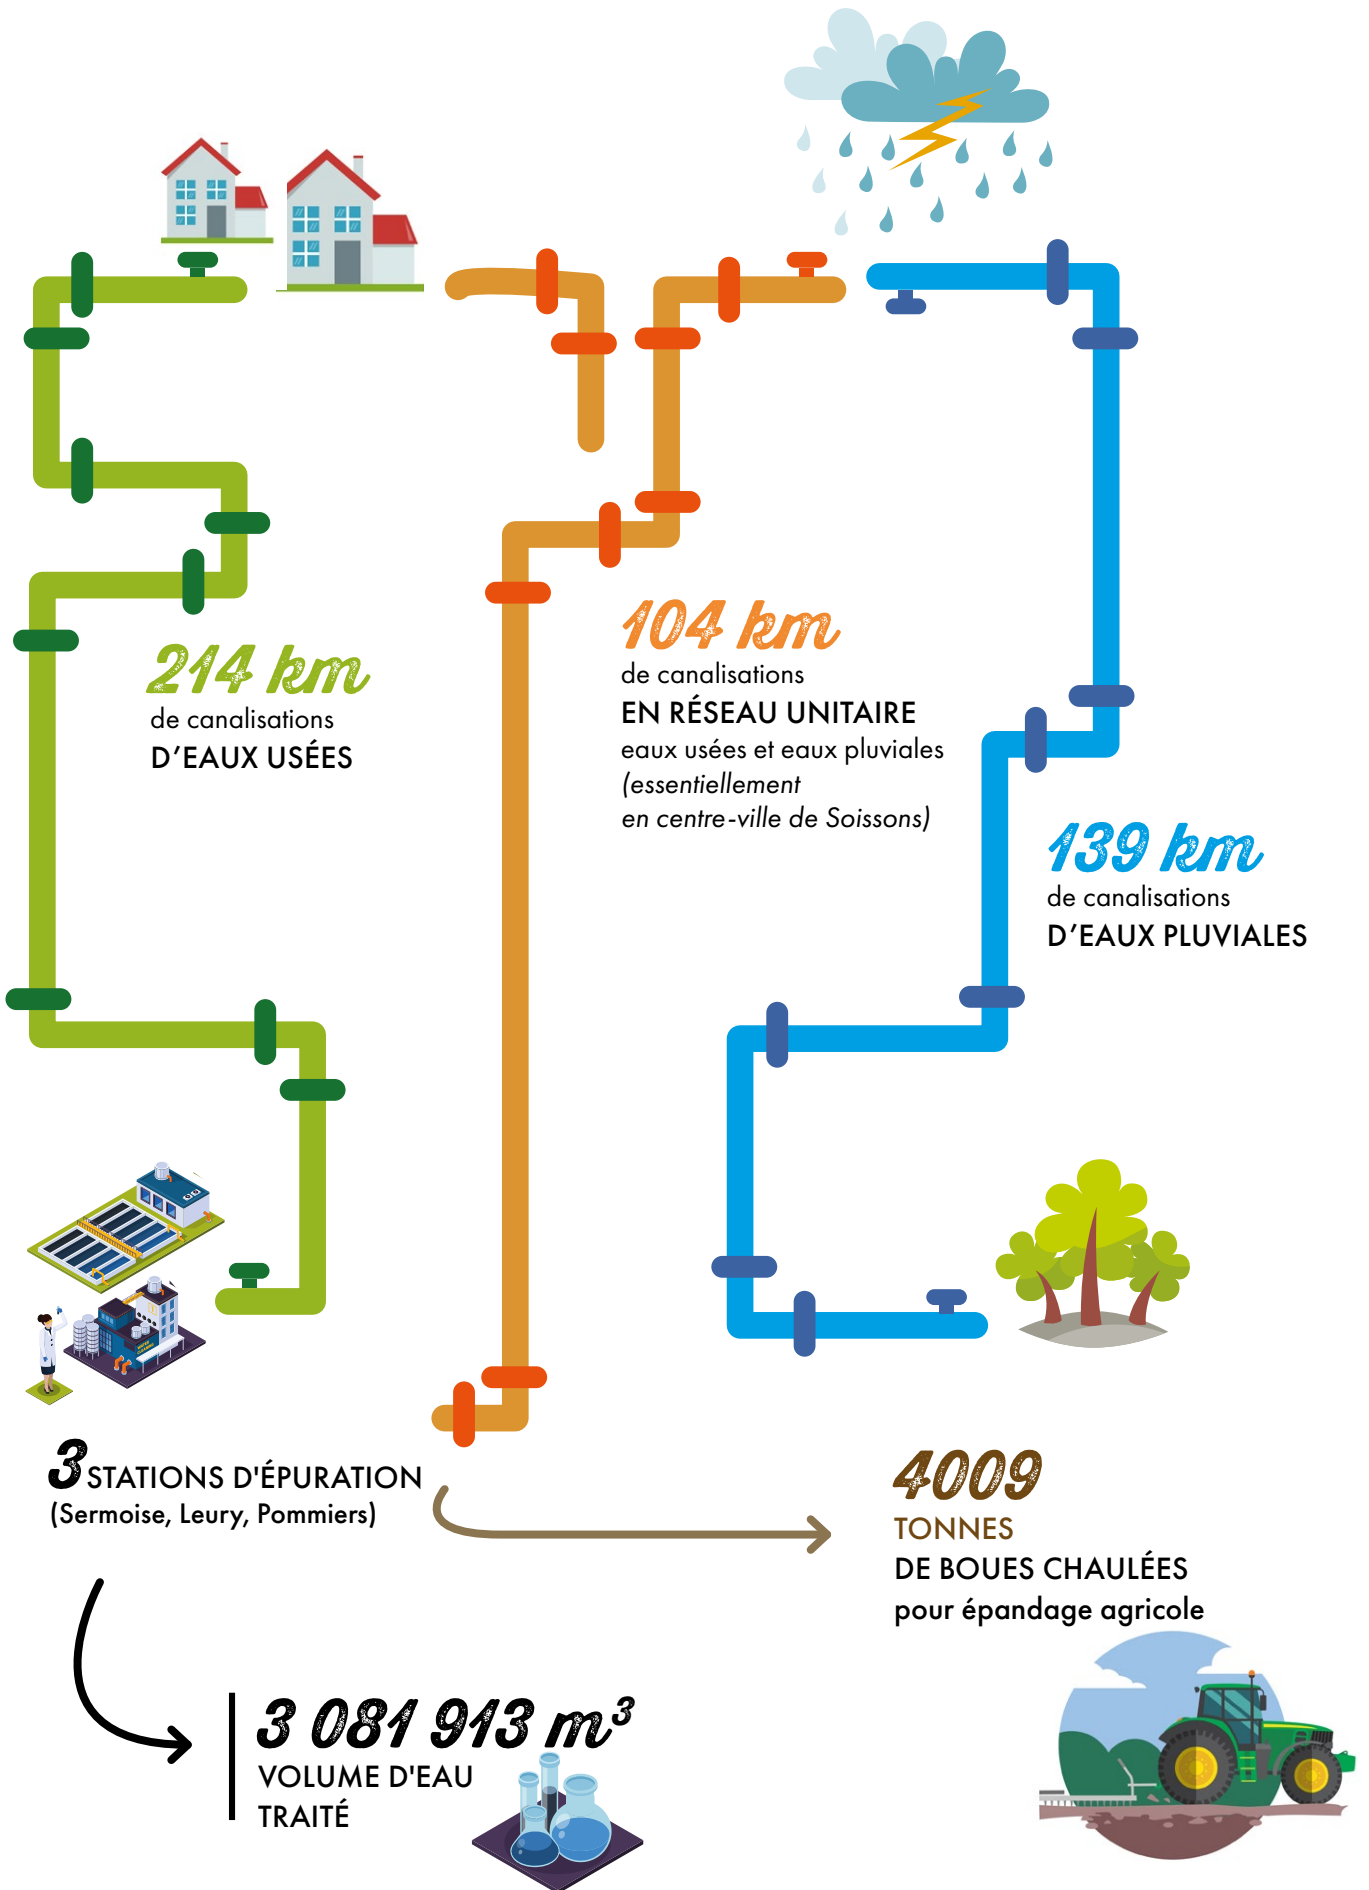 214 km
de canalisations
D'EAUX USÉES
104 km
de canalisations
EN RÉSEAU UNITAIRE
eaux usées et eaux pluviales
(essentiellement
en centre-ville de Soissons)
139 km
de canalisations
D'EAUX PLUVIALES
3 STATIONS D'ÉPURATION
(Sermoise, Leury, Pommiers)
4009
TONNES
DE BOUES CHAULÉES
pour épandage agricole
3 081 913 m³
VOLUME D'EAU
TRAITÉ